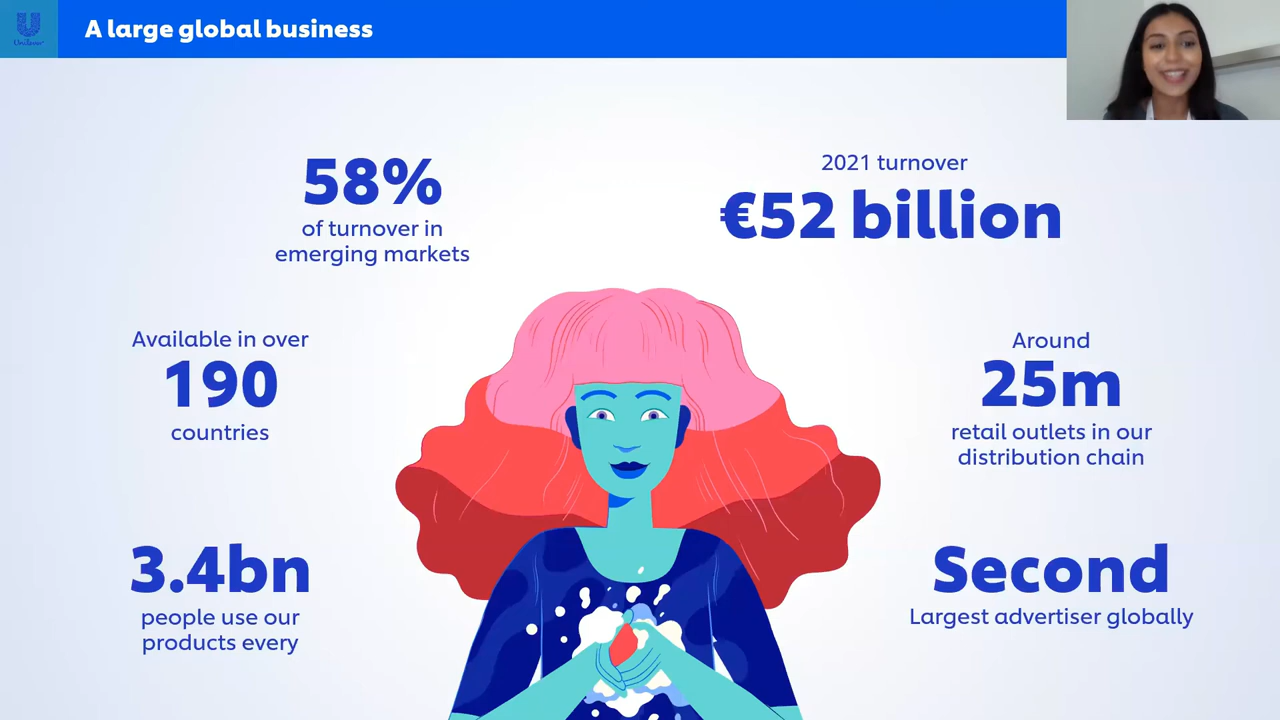 Unilever
A large global business
58%
of turnover in
emerging markets
2021 turnover
€52 billion
Available in over
190
countries
Around
25m
retail outlets in our
distribution chain
3.4bn
people use our
products every
Second
Largest advertiser globally